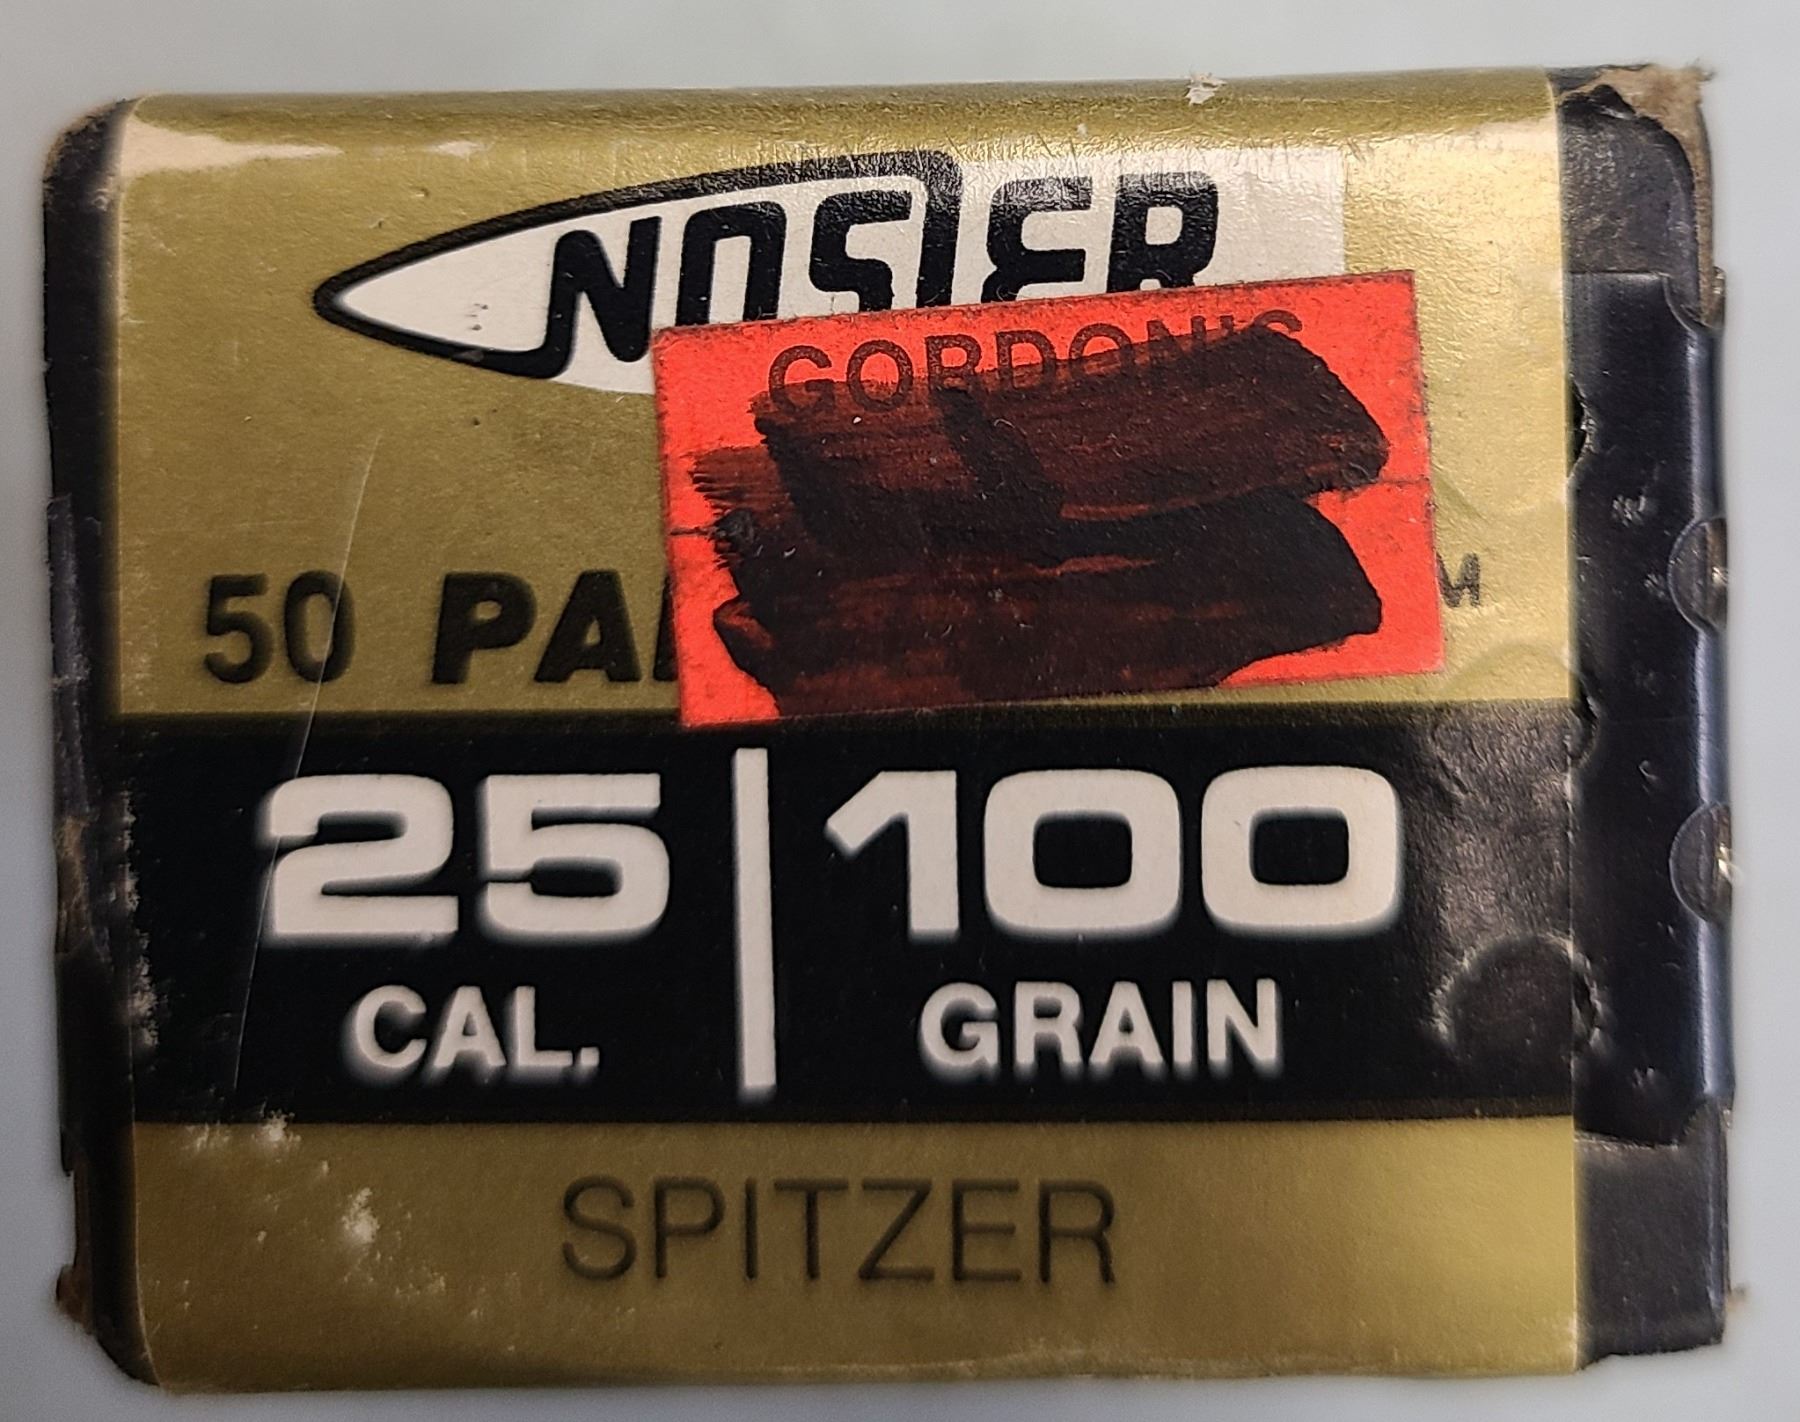 NOSLER
GORDON'S
50 PA
M
25 100
CAL. GRAIN
SPITZER